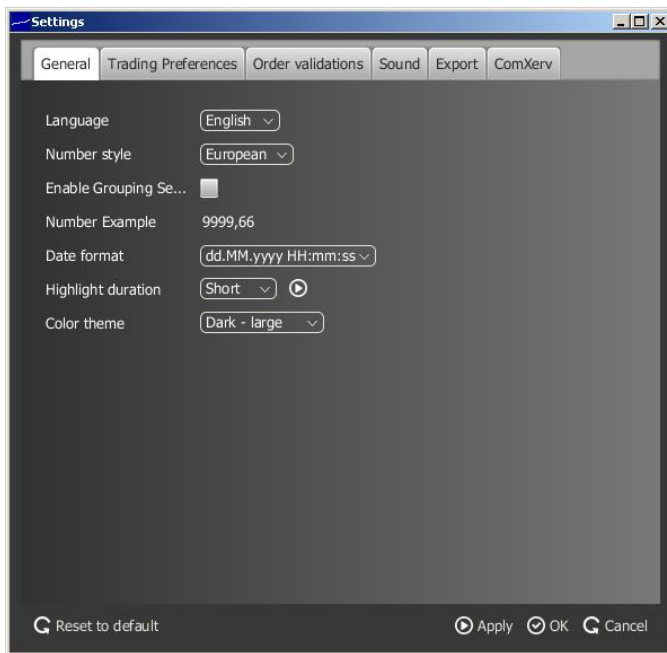 Settings
General Trading Preferences Order validations Sound Export ComXerv
Language English
Number style European
Enable Grouping Se...
Number Example 9999,66
Date format dd.MM.yyyy HH:mm:ss
Highlight duration Short
Color theme Dark - large
Reset to default Apply OK Cancel